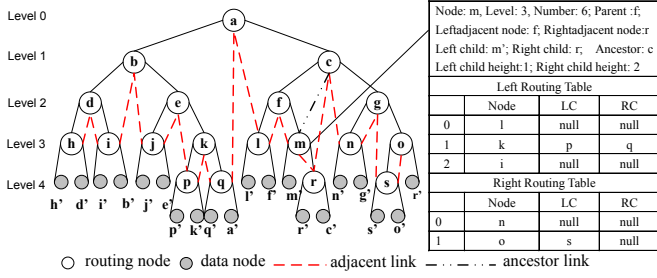 Level 0
a
Level 1
b c
Level 2
d e f g
Level 3
h i j k l m n o
Level 4
p q r s
h' d' i' b' j' e' l' f' m' n' g' r'
p' k' q' a' r' c' s' o'
routing node data node adjacent link ancestor link
Node: m, Level: 3, Number: 6; Parent :f;
Leftadjacent node: f; Rightadjacent node:r
Left child: m'; Right child: r; Ancestor: c
Left child height:1; Right child height: 2
Left Routing Table
Node LC RC
0 l null null
1 k p q
2 i null null
Right Routing Table
Node LC RC
0 n null null
1 o s null